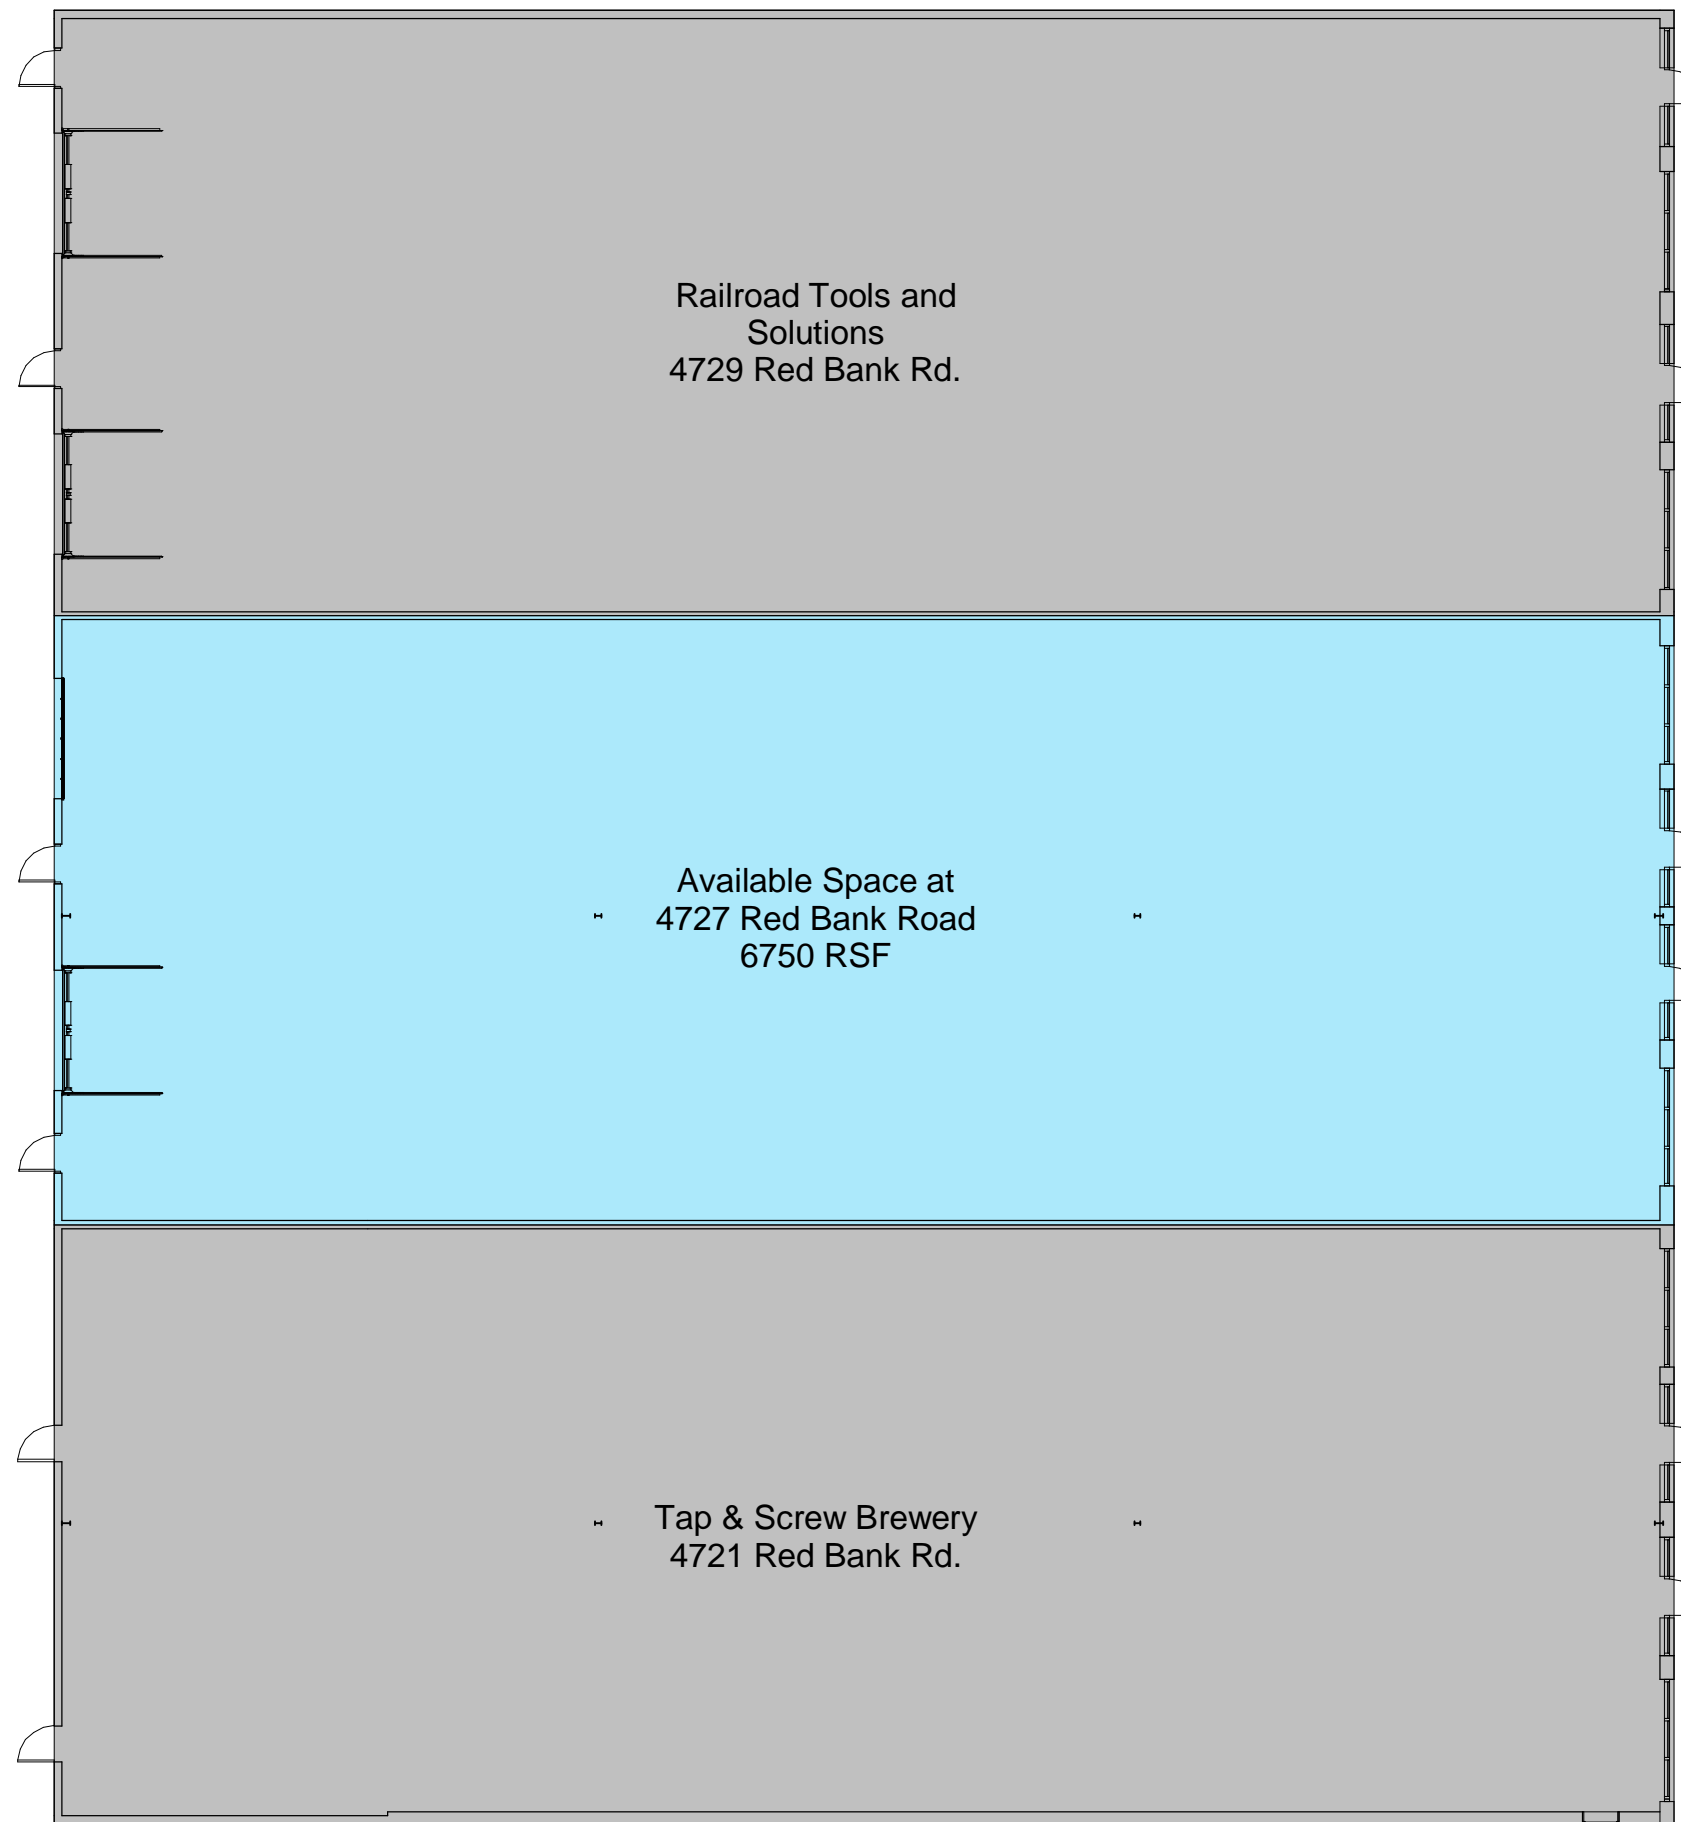 Railroad Tools and
Solutions
4729 Red Bank Rd.
Available Space at
4727 Red Bank Road
6750 RSF
Tap & Screw Brewery
4721 Red Bank Rd.